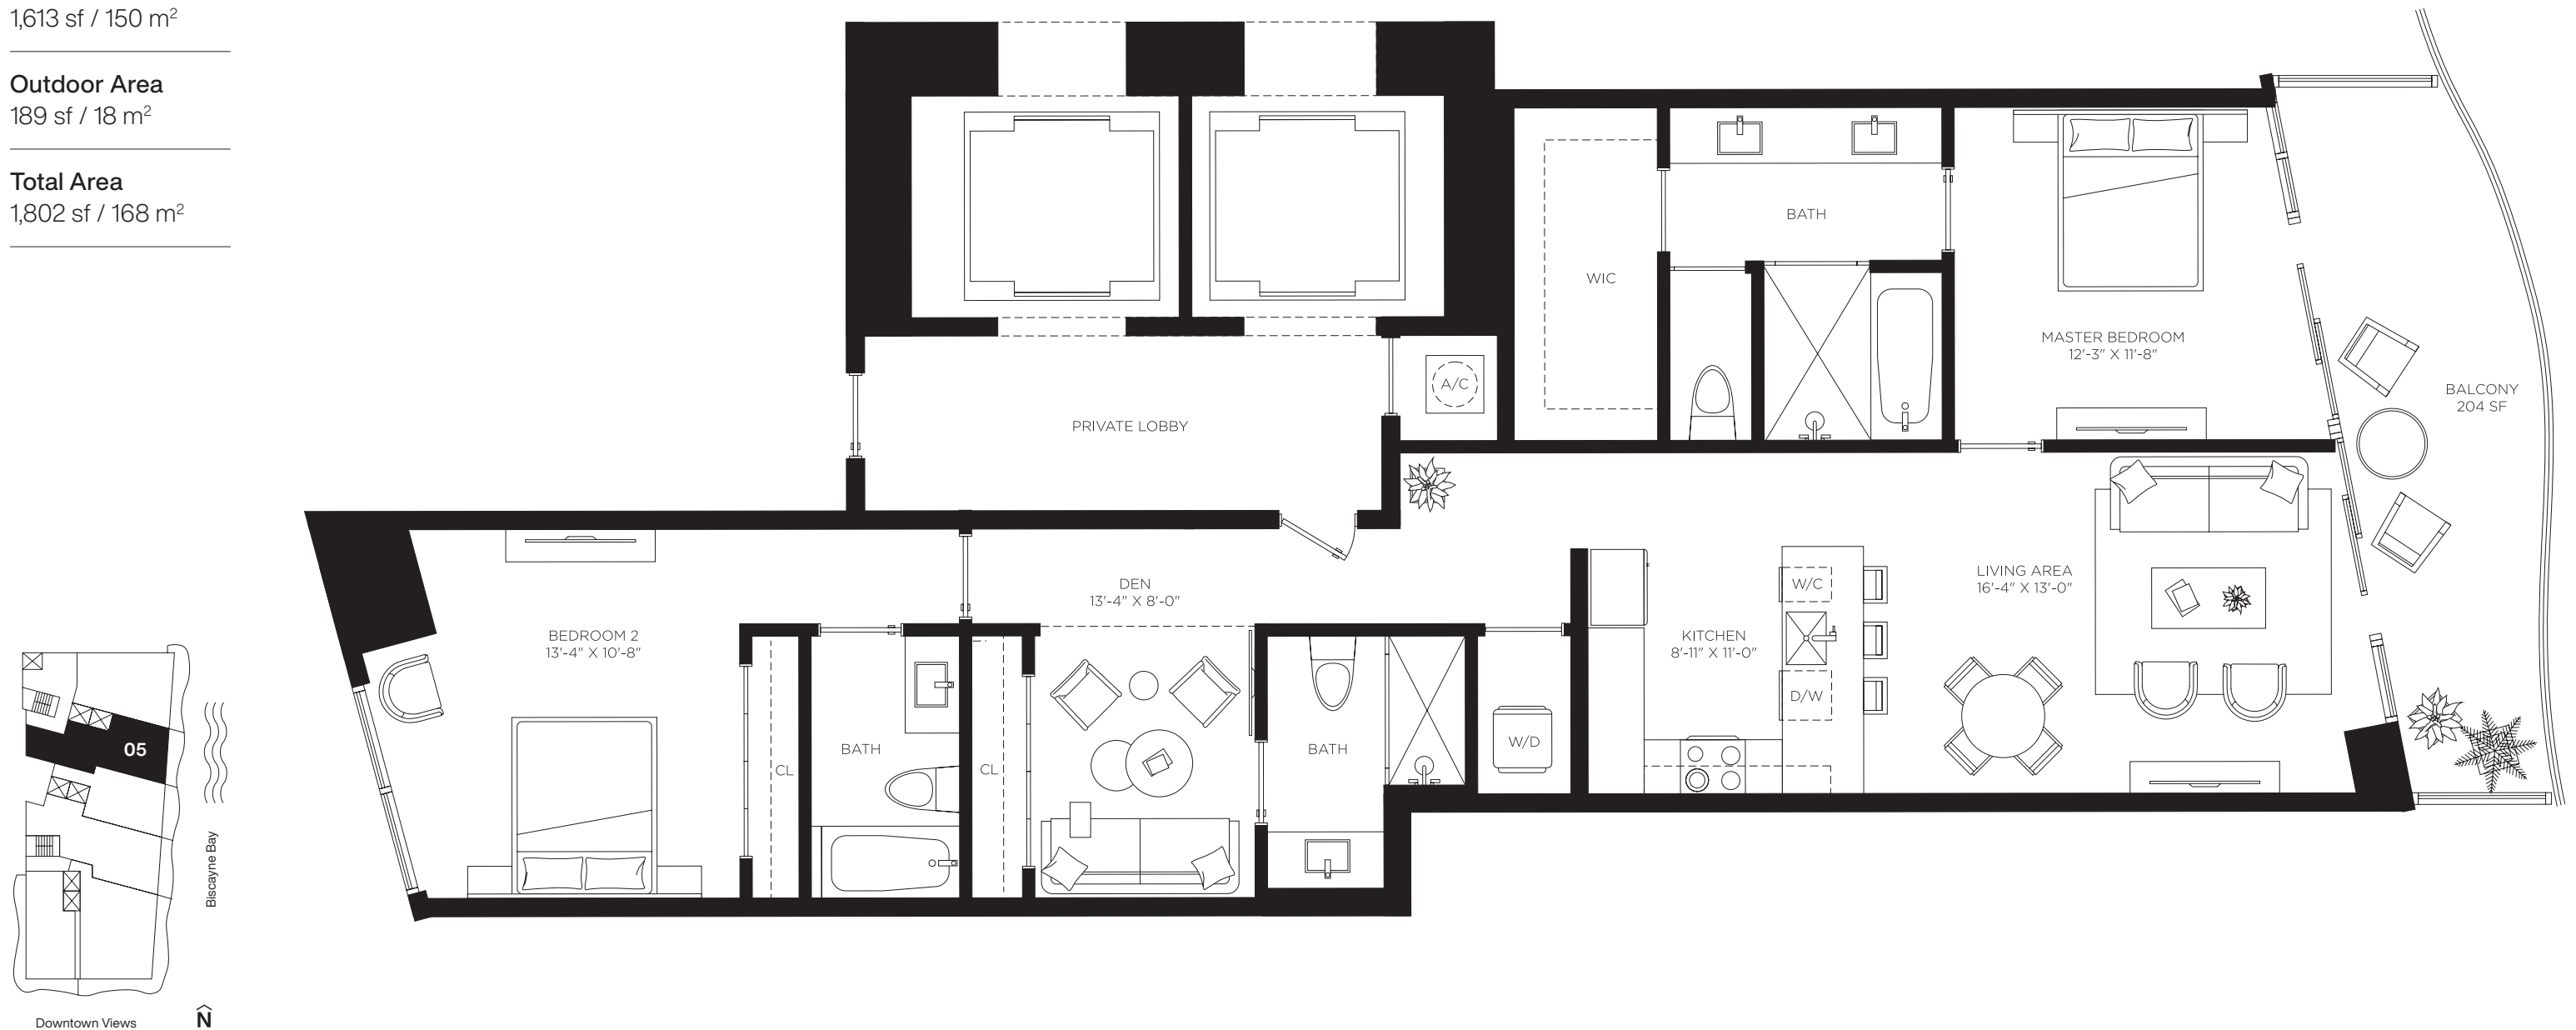 1,613 sf / 150 m²
Outdoor Area
189 sf / 18 m²
Total Area
1,802 sf / 168 m²
BATH
WIC
MASTER BEDROOM
12'-3" X 11'-8"
A/C
BALCONY
204 SF
PRIVATE LOBBY
DEN
13'-4" X 8'-0"
W/C
LIVING AREA
16'-4" X 13'-0"
BEDROOM 2
13'-4" X 10'-8"
KITCHEN
8'-11" X 11'-0"
D/W
CL
BATH
CL
BATH
W/D
05
Biscayne Bay
Downtown Views
N